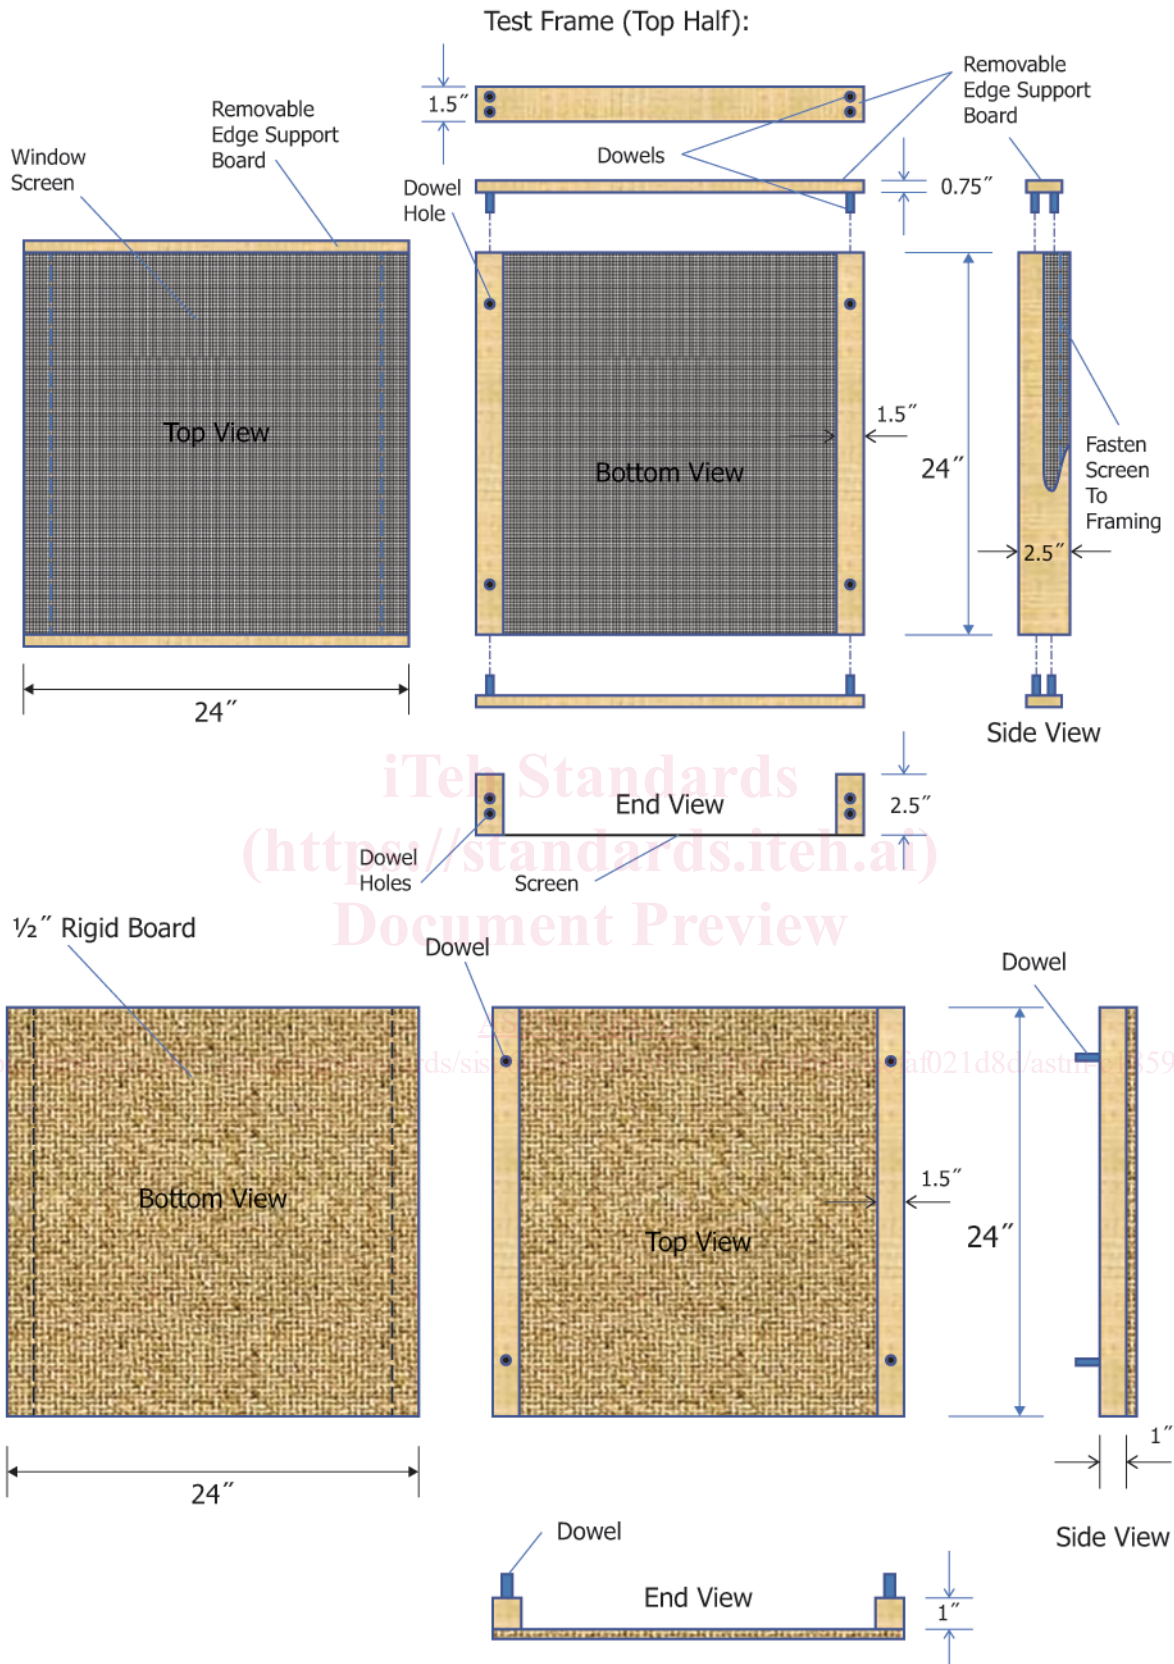 Test Frame (Top Half):
Removable
Edge Support
Board
1.5″
Removable
Edge Support
Board
Window
Screen
Dowels
Dowel
Hole
0.75″
Top View
Bottom View
1.5″
24″
Fasten
Screen
To
Framing
2.5″
24″
Side View
iTeh Standards
End View
2.5″
(https://standards.iteh.ai)
Dowel
Holes
Screen
Document Preview
½″ Rigid Board
Dowel
Dowel
af021d8d/astm
Bottom View
Top View
1.5″
24″
24″
1″
Side View
Dowel
End View
1″